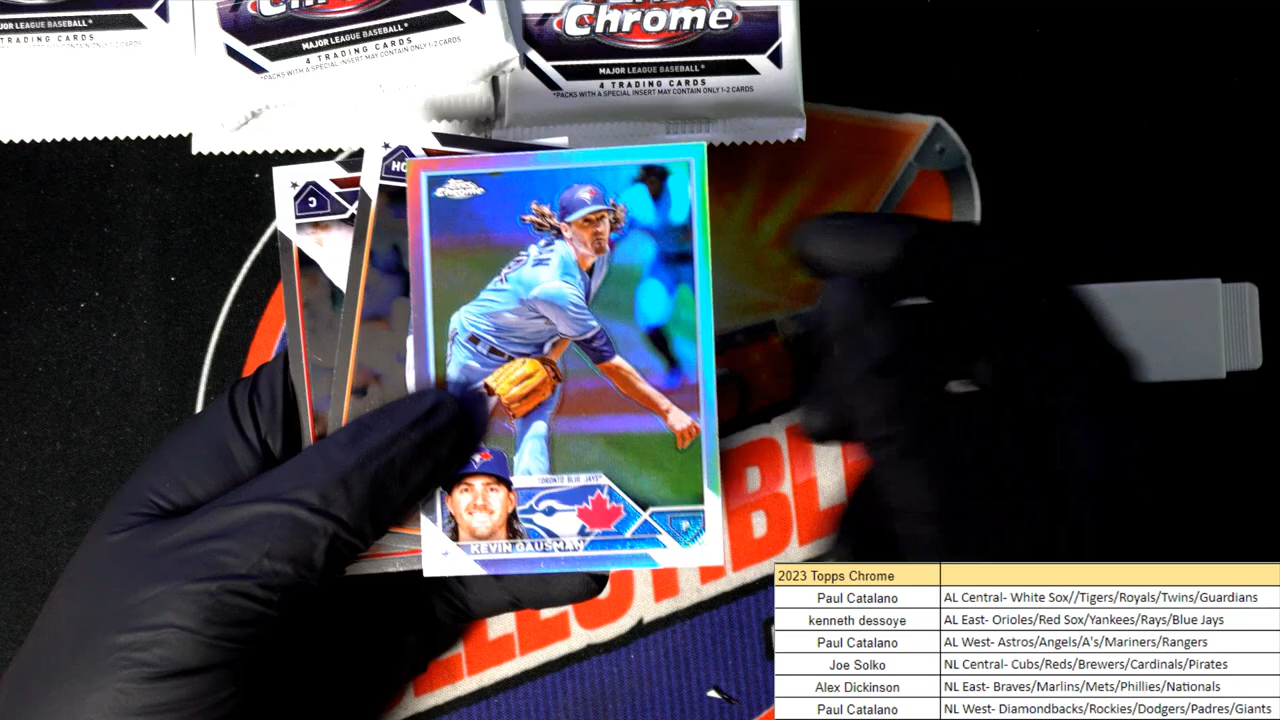 Chrome
MAJOR LEAGUE BASEBALL®
TRADING CARDS
MAJOR LEAGUE BASEBALL®
4 TRADING CARDS
*PACKS WITH A SPECIAL INSERT MAY CONTAIN ONLY 1-2 CARDS
Chrome
MAJOR LEAGUE BASEBALL®
4 TRADING CARDS
*PACKS WITH A SPECIAL INSERT MAY CONTAIN ONLY 1-2 CARDS
C
HO
Topps Chrome
TORONTO BLUE JAYS
P
KEVIN GAUSMAN
2023 Topps Chrome
Paul Catalano AL Central- White Sox//Tigers/Royals/Twins/Guardians
kenneth dessoye AL East- Orioles/Red Sox/Yankees/Rays/Blue Jays
Paul Catalano AL West- Astros/Angels/A's/Mariners/Rangers
Joe Solko NL Central- Cubs/Reds/Brewers/Cardinals/Pirates
Alex Dickinson NL East- Braves/Marlins/Mets/Phillies/Nationals
Paul Catalano NL West- Diamondbacks/Rockies/Dodgers/Padres/Giants